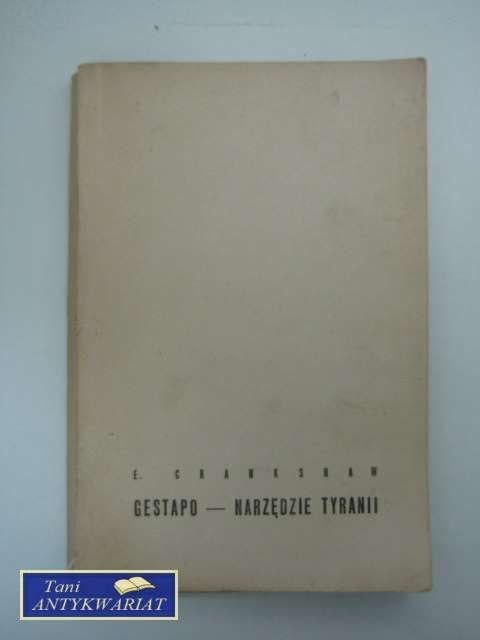 E. CRANKSHAW
GESTAPO — NARZĘDZIE TYRANII
Tani
ANTYKWARIAT